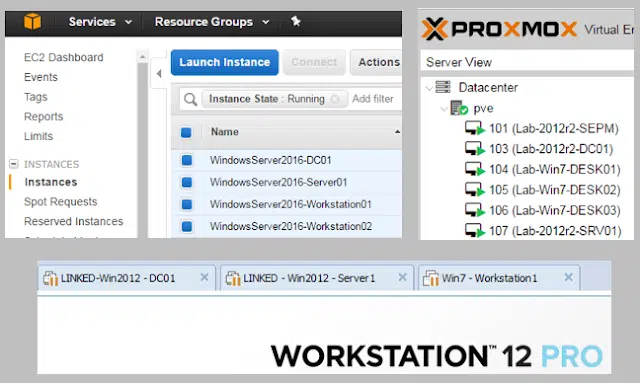 Services
Resource Groups
EC2 Dashboard
Events
Tags
Reports
Limits
INSTANCES
Instances
Spot Requests
Reserved Instances
Launch Instance
Connect
Actions
Instance State : Running
Add filter
Name
WindowsServer2016-DC01
WindowsServer2016-Server01
WindowsServer2016-Workstation01
WindowsServer2016-Workstation02
PROXMOX Virtual En
Server View
Datacenter
pve
101 (Lab-2012r2-SEPM)
103 (Lab-2012r2-DC01)
104 (Lab-Win7-DESK01)
105 (Lab-Win7-DESK02)
106 (Lab-Win7-DESK03)
107 (Lab-2012r2-SRV01)
LINKED-Win2012 - DC01
LINKED - Win2012 - Server1
Win7 - Workstation1
WORKSTATION™ 12 PRO